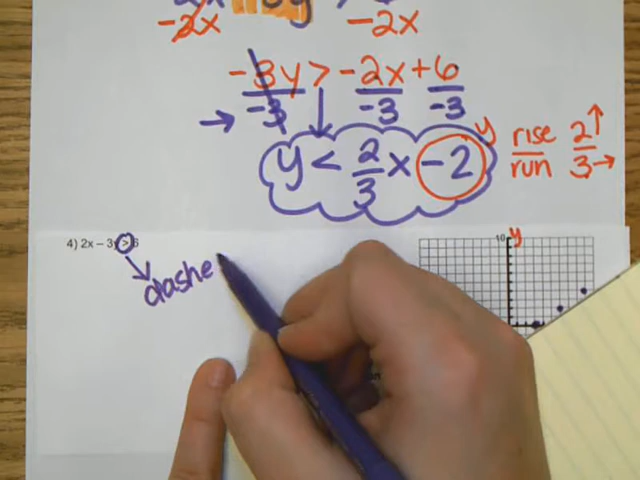 -2x -2x
-3y > -2x + 6
→ -3 -3 -3
y < 2/3 x - 2
y
rise 2 ↑
run 3 →
4) 2x – 3y > 6
10 y
dashe